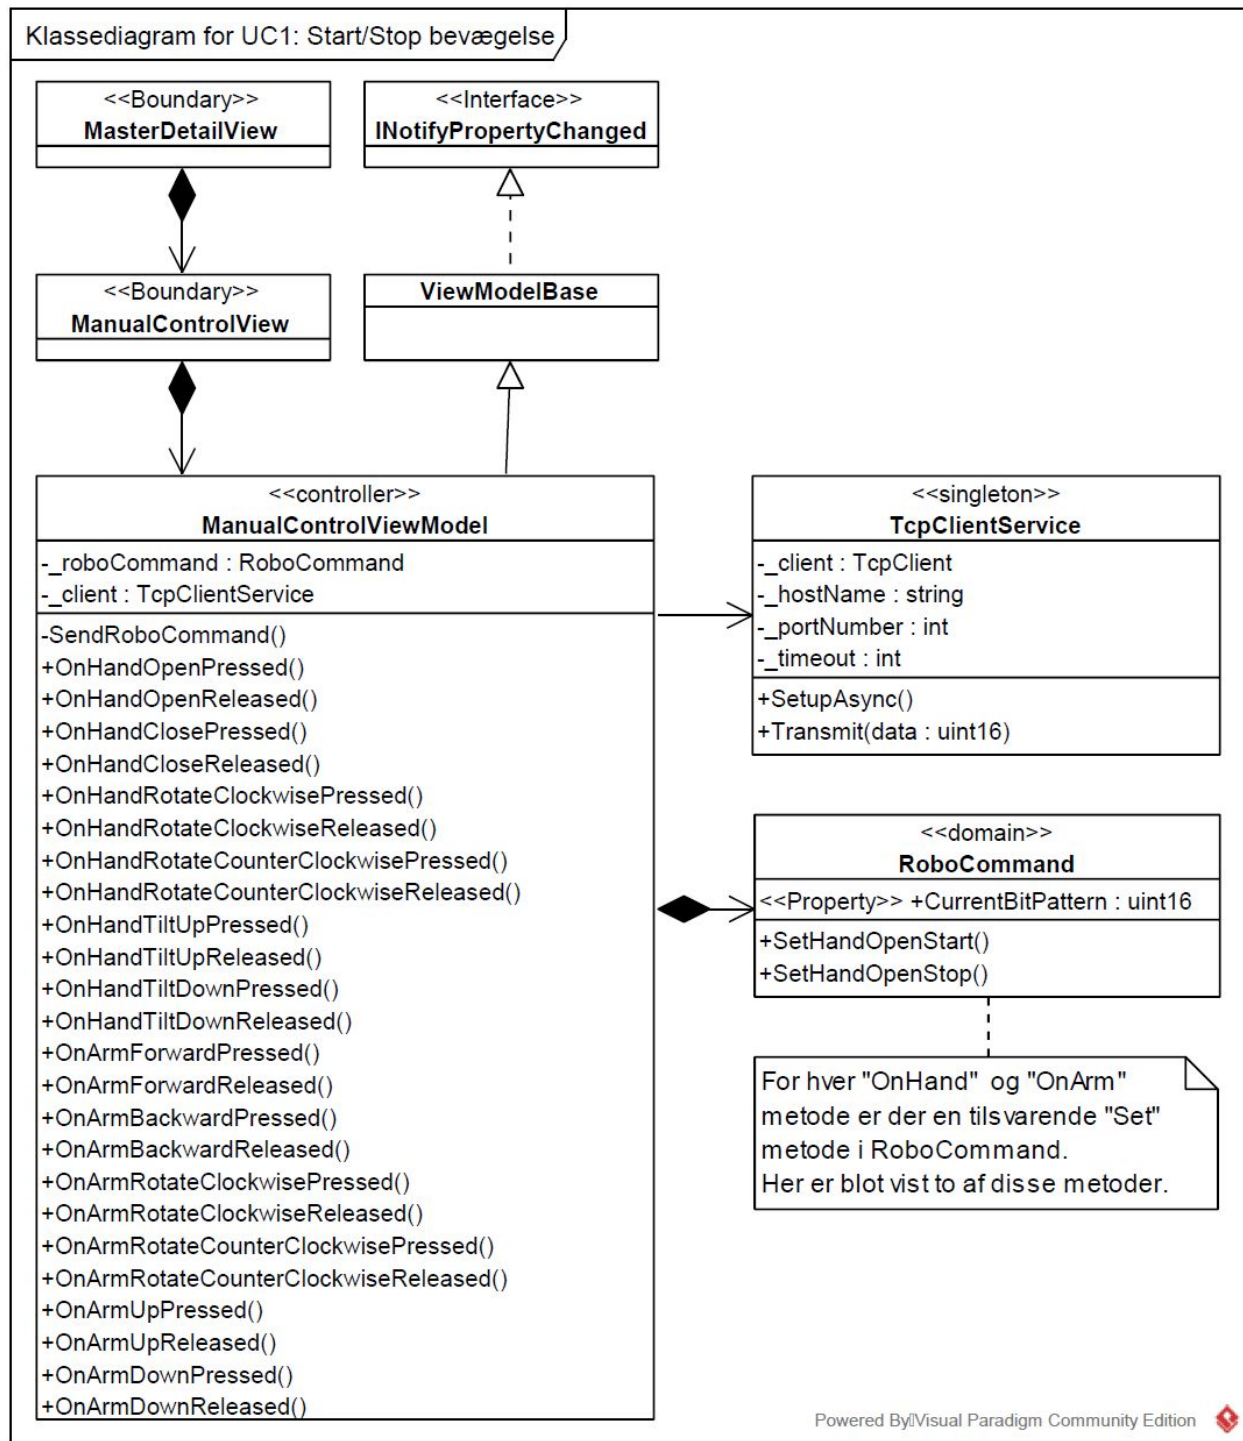 Klassediagram for UC1: Start/Stop bevægelse
<<Boundary>>
MasterDetailView
<<Interface>>
INotifyPropertyChanged
<<Boundary>>
ManualControlView
ViewModelBase
<<controller>>
ManualControlViewModel
-_roboCommand : RoboCommand
-_client : TcpClientService
-SendRoboCommand()
+OnHandOpenPressed()
+OnHandOpenReleased()
+OnHandClosePressed()
+OnHandCloseReleased()
+OnHandRotateClockwisePressed()
+OnHandRotateClockwiseReleased()
+OnHandRotateCounterClockwisePressed()
+OnHandRotateCounterClockwiseReleased()
+OnHandTiltUpPressed()
+OnHandTiltUpReleased()
+OnHandTiltDownPressed()
+OnHandTiltDownReleased()
+OnArmForwardPressed()
+OnArmForwardReleased()
+OnArmBackwardPressed()
+OnArmBackwardReleased()
+OnArmRotateClockwisePressed()
+OnArmRotateClockwiseReleased()
+OnArmRotateCounterClockwisePressed()
+OnArmRotateCounterClockwiseReleased()
+OnArmUpPressed()
+OnArmUpReleased()
+OnArmDownPressed()
+OnArmDownReleased()
<<singleton>>
TcpClientService
-_client : TcpClient
-_hostName : string
-_portNumber : int
-_timeout : int
+SetupAsync()
+Transmit(data : uint16)
<<domain>>
RoboCommand
<<Property>> +CurrentBitPattern : uint16
+SetHandOpenStart()
+SetHandOpenStop()
For hver "OnHand" og "OnArm"
metode er der en tilsvarende "Set"
metode i RoboCommand.
Her er blot vist to af disse metoder.
Powered By Visual Paradigm Community Edition